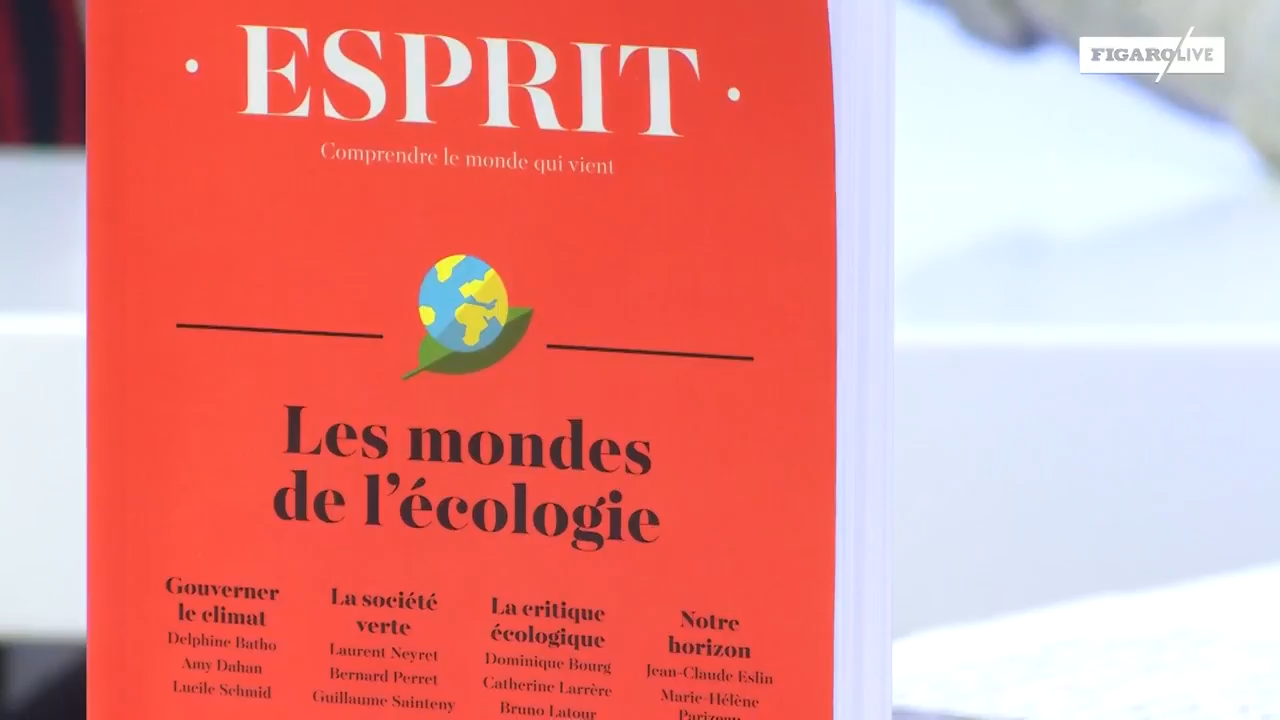 · ESPRIT ·
FIGAROLIVE
Comprendre le monde qui vient
Les mondes
de l'écologie
Gouverner
le climat
Delphine Batho
Amy Dahan
Lucile Schmid
La société
verte
Laurent Neyret
Bernard Perret
Guillaume Sainteny
La critique
écologique
Dominique Bourg
Catherine Larrère
Bruno Latour
Notre
horizon
Jean-Claude Eslin
Marie-Hélène
Parizeau